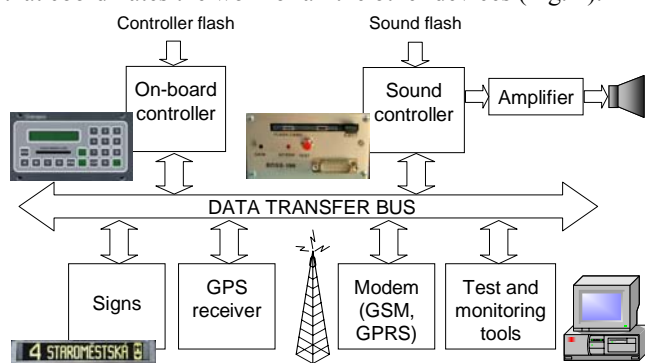 Controller flash
Sound flash
On-board
controller
Sound
controller
Amplifier
DATA TRANSFER BUS
Signs
GPS
receiver
Modem
(GSM,
GPRS)
Test and
monitoring
tools
4 STAROMĚSTSKÁ